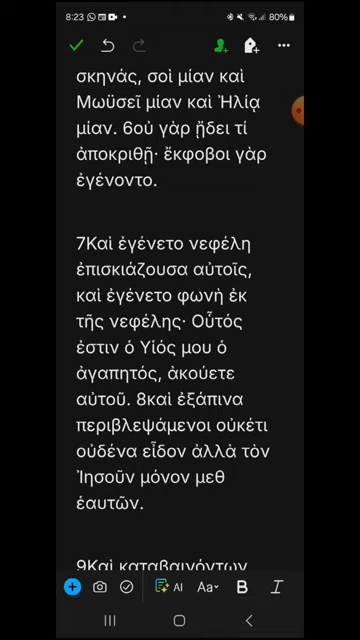 8:23
80%
σκηνάς, σοὶ μίαν καὶ
Μωϋσεῖ μίαν καὶ Ἠλίᾳ
μίαν. 6οὐ γὰρ ᾔδει τί
ἀποκριθῇ· ἔκφοβοι γὰρ
ἐγένοντο.
7Καὶ ἐγένετο νεφέλη
ἐπισκιάζουσα αὐτοῖς,
καὶ ἐγένετο φωνὴ ἐκ
τῆς νεφέλης· Οὗτός
ἐστιν ὁ Υἱός μου ὁ
ἀγαπητός, ἀκούετε
αὐτοῦ. 8καὶ ἐξάπινα
περιβλεψάμενοι οὐκέτι
οὐδένα εἶδον ἀλλὰ τὸν
Ἰησοῦν μόνον μεθ
ἑαυτῶν.
9Καὶ καταβαινόντων
AI Aa B I